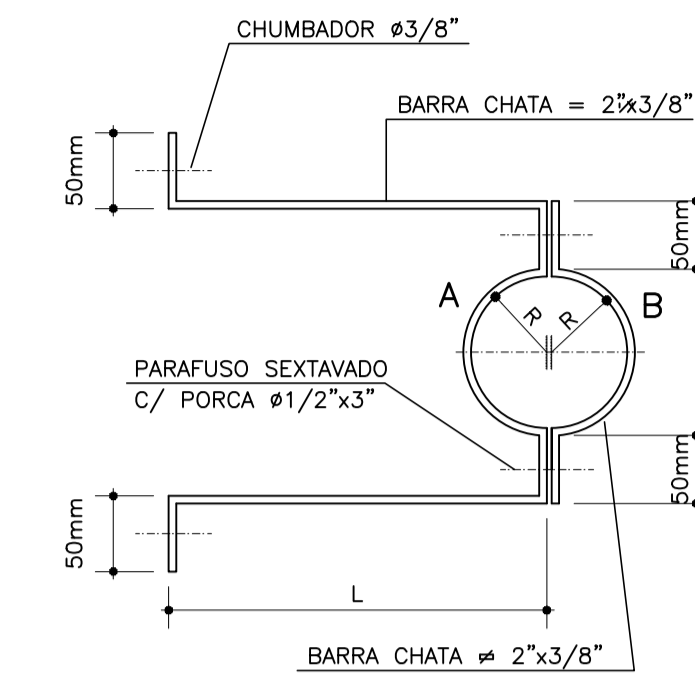 CHUMBADOR ø3/8"
BARRA CHATA = 2"x3/8"
50mm
50mm
A
B
R
R
PARAFUSO SEXTAVADO
C/ PORCA ø1/2"x3"
50mm
50mm
L
BARRA CHATA ≠ 2"x3/8"